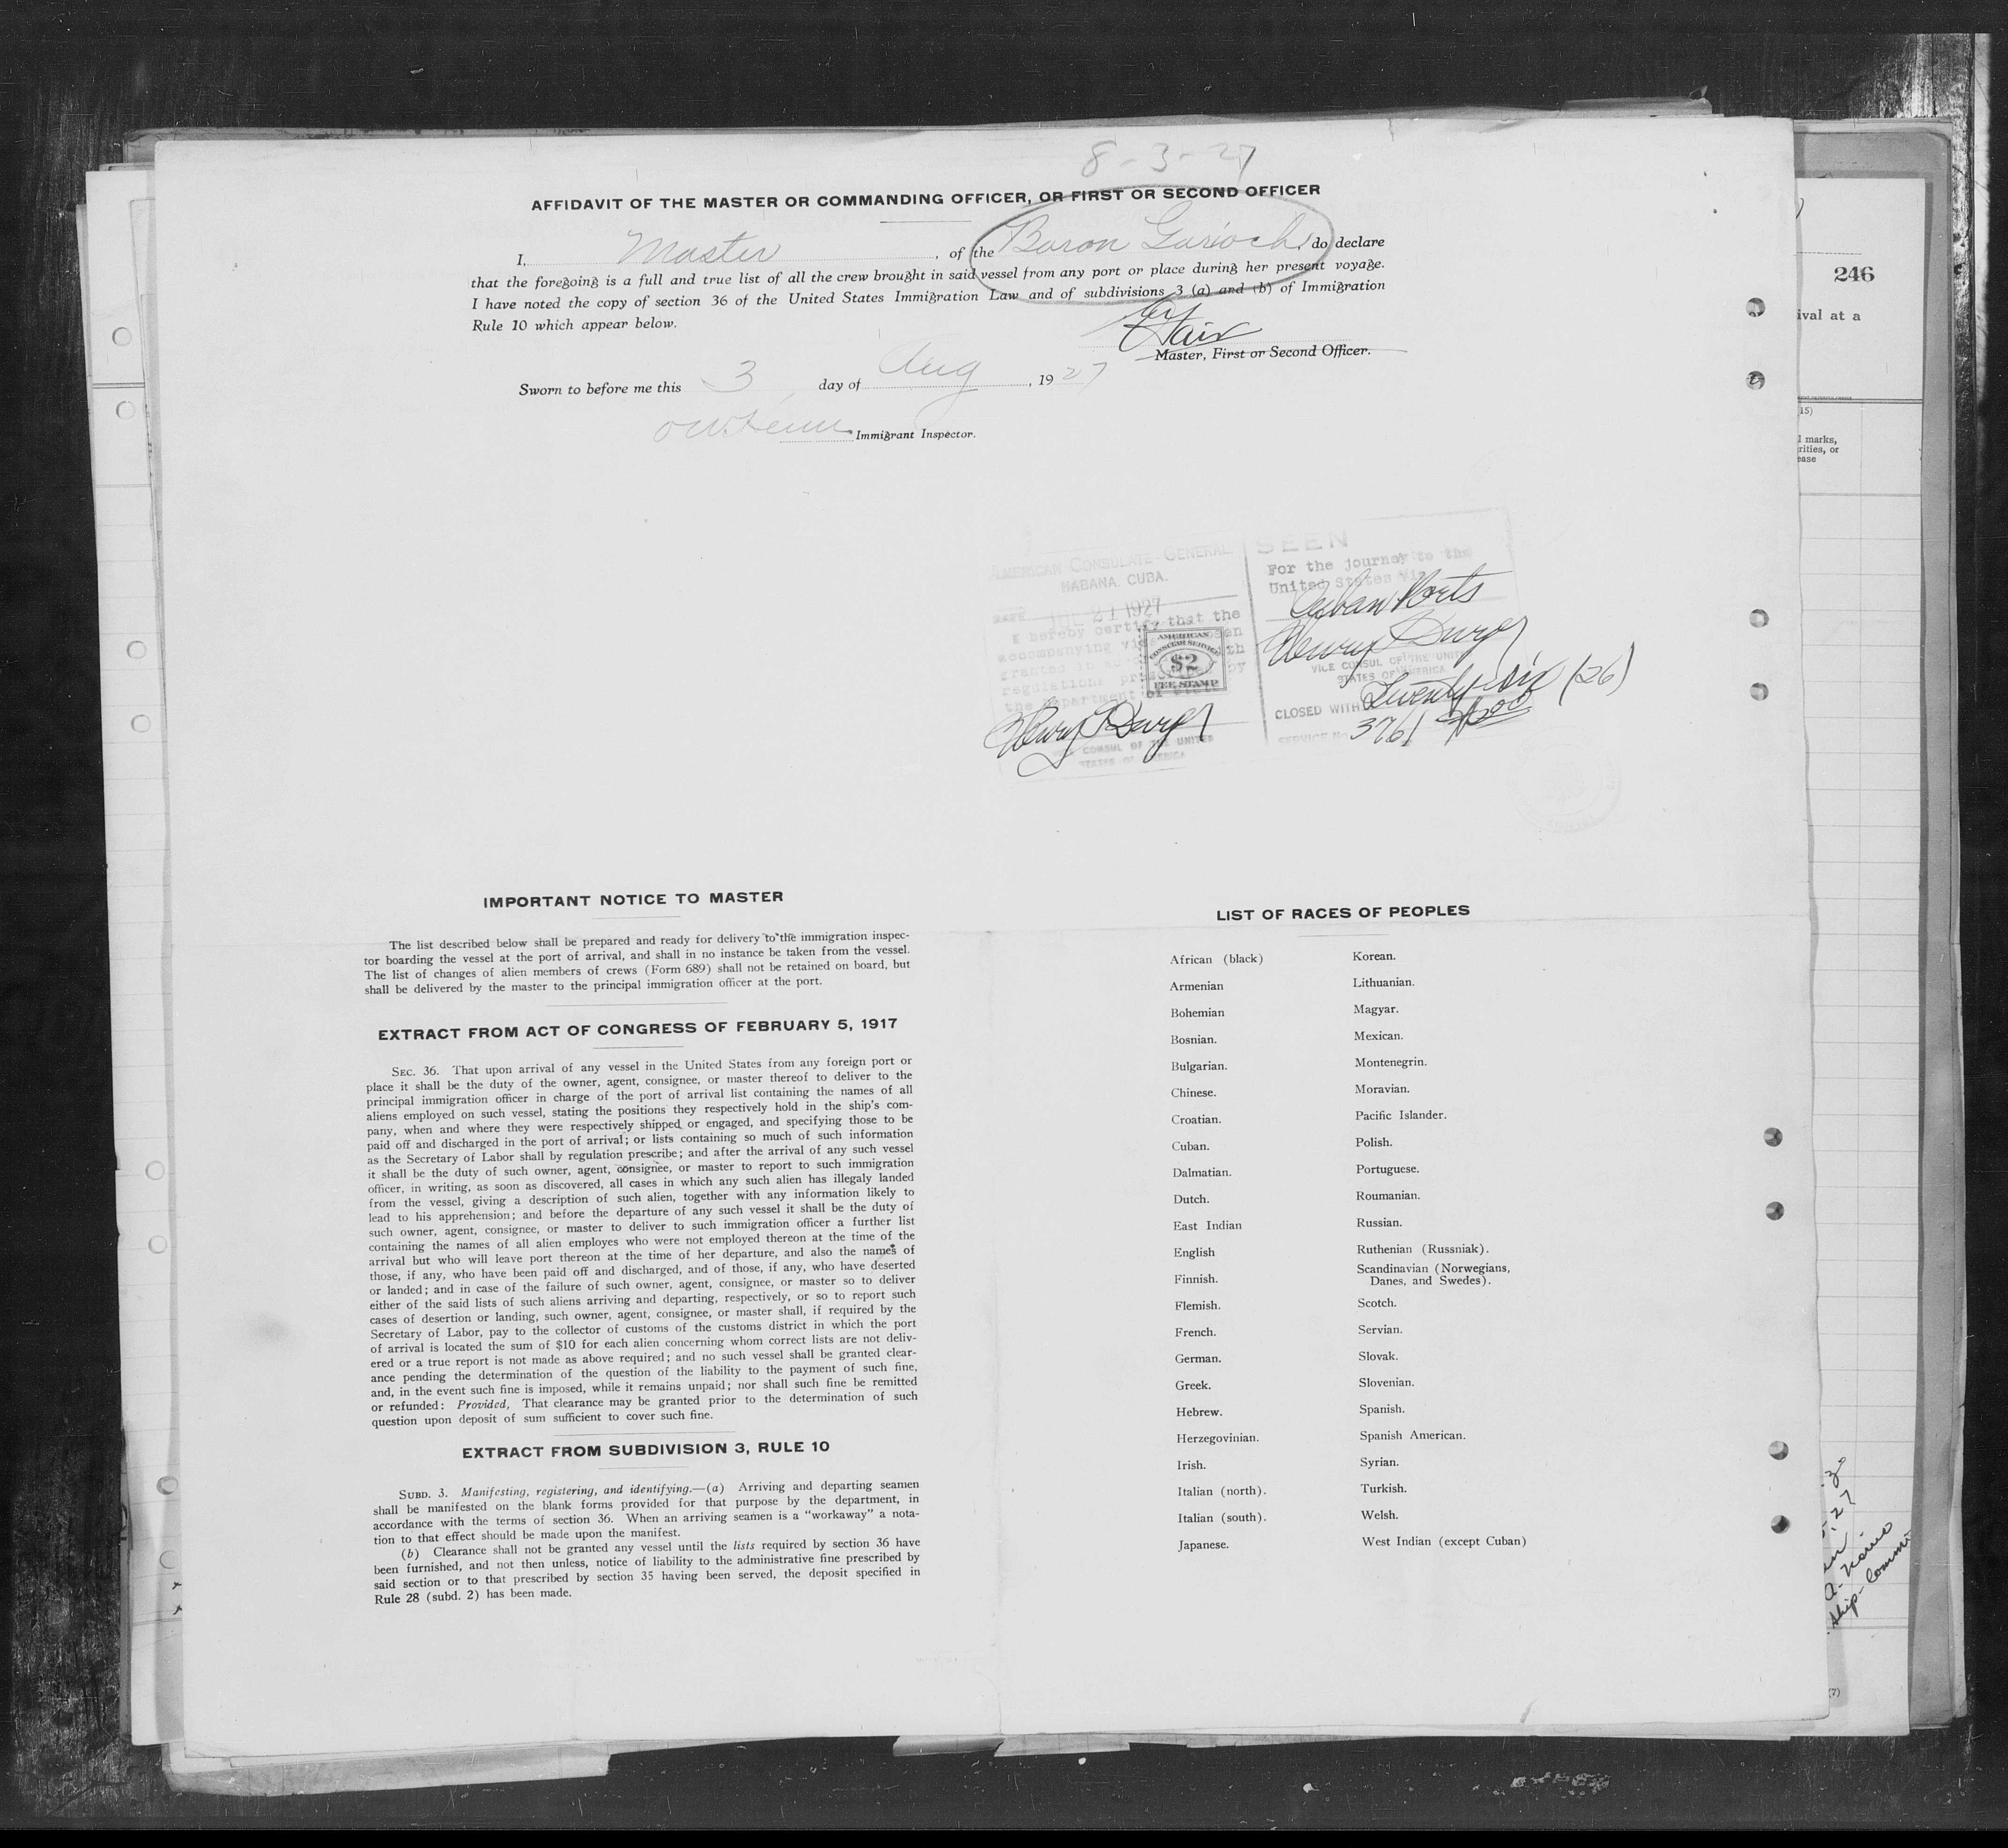 8-3-27
AFFIDAVIT OF THE MASTER OR COMMANDING OFFICER, OR FIRST OR SECOND OFFICER
I, Master, of the Baron Garioch, do declare
that the foregoing is a full and true list of all the crew brought in said vessel from any port or place during her present voyage.
I have noted the copy of section 36 of the United States Immigration Law and of subdivisions 3 (a) and (b) of Immigration
Rule 10 which appear below.
Master, First or Second Officer.
Sworn to before me this 3 day of Aug, 1927
Immigrant Inspector.
AMERICAN CONSULATE-GENERAL
HABANA, CUBA.
DATE JUL 21 1927
I hereby certify that the
accompanying
granted in
regulations prescribed by
the Department of State
AMERICAN
CONSULAR SERVICE
$2
FEE STAMP
CONSUL OF THE UNITED
STATES OF AMERICA
SEEN
For the journey to the
United States Via
Cuban Ports
VICE CONSUL OF THE UNITED
STATES OF AMERICA
CLOSED WITH Twenty-six (26)
SERVICE No. 3761
IMPORTANT NOTICE TO MASTER
The list described below shall be prepared and ready for delivery to the immigration inspec-
tor boarding the vessel at the port of arrival, and shall in no instance be taken from the vessel.
The list of changes of alien members of crews (Form 689) shall not be retained on board, but
shall be delivered by the master to the principal immigration officer at the port.
EXTRACT FROM ACT OF CONGRESS OF FEBRUARY 5, 1917
SEC. 36. That upon arrival of any vessel in the United States from any foreign port or
place it shall be the duty of the owner, agent, consignee, or master thereof to deliver to the
principal immigration officer in charge of the port of arrival list containing the names of all
aliens employed on such vessel, stating the positions they respectively hold in the ship's com-
pany, when and where they were respectively shipped or engaged, and specifying those to be
paid off and discharged in the port of arrival; or lists containing so much of such information
as the Secretary of Labor shall by regulation prescribe; and after the arrival of any such vessel
it shall be the duty of such owner, agent, consignee, or master to report to such immigration
officer, in writing, as soon as discovered, all cases in which any such alien has illegaly landed
from the vessel, giving a description of such alien, together with any information likely to
lead to his apprehension; and before the departure of any such vessel it shall be the duty of
such owner, agent, consignee, or master to deliver to such immigration officer a further list
containing the names of all alien employes who were not employed thereon at the time of the
arrival but who will leave port thereon at the time of her departure, and also the names of
those, if any, who have been paid off and discharged, and of those, if any, who have deserted
or landed; and in case of the failure of such owner, agent, consignee, or master so to deliver
either of the said lists of such aliens arriving and departing, respectively, or so to report such
cases of desertion or landing, such owner, agent, consignee, or master shall, if required by the
Secretary of Labor, pay to the collector of customs of the customs district in which the port
of arrival is located the sum of $10 for each alien concerning whom correct lists are not deliv-
ered or a true report is not made as above required; and no such vessel shall be granted clear-
ance pending the determination of the question of the liability to the payment of such fine,
and, in the event such fine is imposed, while it remains unpaid; nor shall such fine be remitted
or refunded: Provided, That clearance may be granted prior to the determination of such
question upon deposit of sum sufficient to cover such fine.
EXTRACT FROM SUBDIVISION 3, RULE 10
SUBD. 3. Manifesting, registering, and identifying.—(a) Arriving and departing seamen
shall be manifested on the blank forms provided for that purpose by the department, in
accordance with the terms of section 36. When an arriving seamen is a "workaway" a nota-
tion to that effect should be made upon the manifest.
(b) Clearance shall not be granted any vessel until the lists required by section 36 have
been furnished, and not then unless, notice of liability to the administrative fine prescribed by
said section or to that prescribed by section 35 having been served, the deposit specified in
Rule 28 (subd. 2) has been made.
LIST OF RACES OF PEOPLES
African (black)
Armenian
Bohemian
Bosnian.
Bulgarian.
Chinese.
Croatian.
Cuban.
Dalmatian.
Dutch.
East Indian
English
Finnish.
Flemish.
French.
German.
Greek.
Hebrew.
Herzegovinian.
Irish.
Italian (north).
Italian (south).
Japanese.
Korean.
Lithuanian.
Magyar.
Mexican.
Montenegrin.
Moravian.
Pacific Islander.
Polish.
Portuguese.
Roumanian.
Russian.
Ruthenian (Russniak).
Scandinavian (Norwegians,
Danes, and Swedes).
Scotch.
Servian.
Slovak.
Slovenian.
Spanish.
Spanish American.
Syrian.
Turkish.
Welsh.
West Indian (except Cuban)
246
ival at a
15)
l marks,
rities, or
ease
(7)